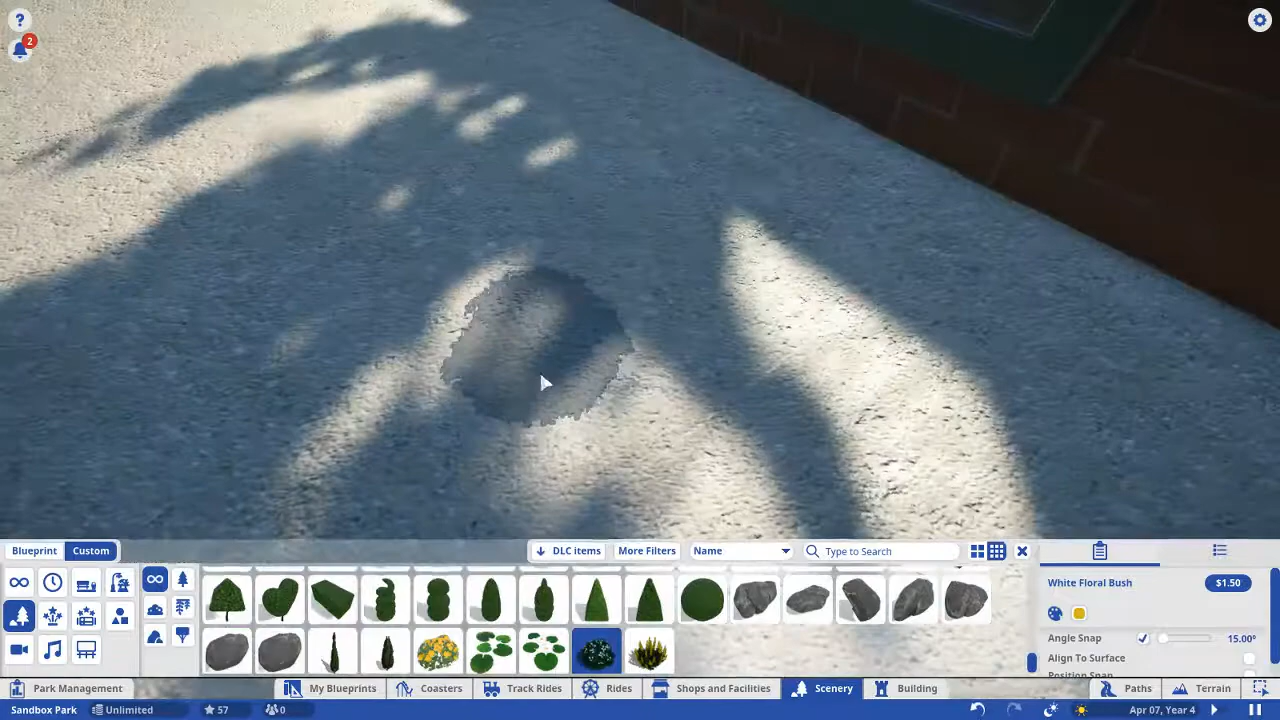 ?
2
Blueprint
Custom
DLC items
More Filters
Name
Type to Search
White Floral Bush
$1.50
Angle Snap
15.00°
Align To Surface
Park Management
My Blueprints
Coasters
Track Rides
Rides
Shops and Facilities
Scenery
Building
Paths
Terrain
Sandbox Park
Unlimited
57
0
Apr 07, Year 4